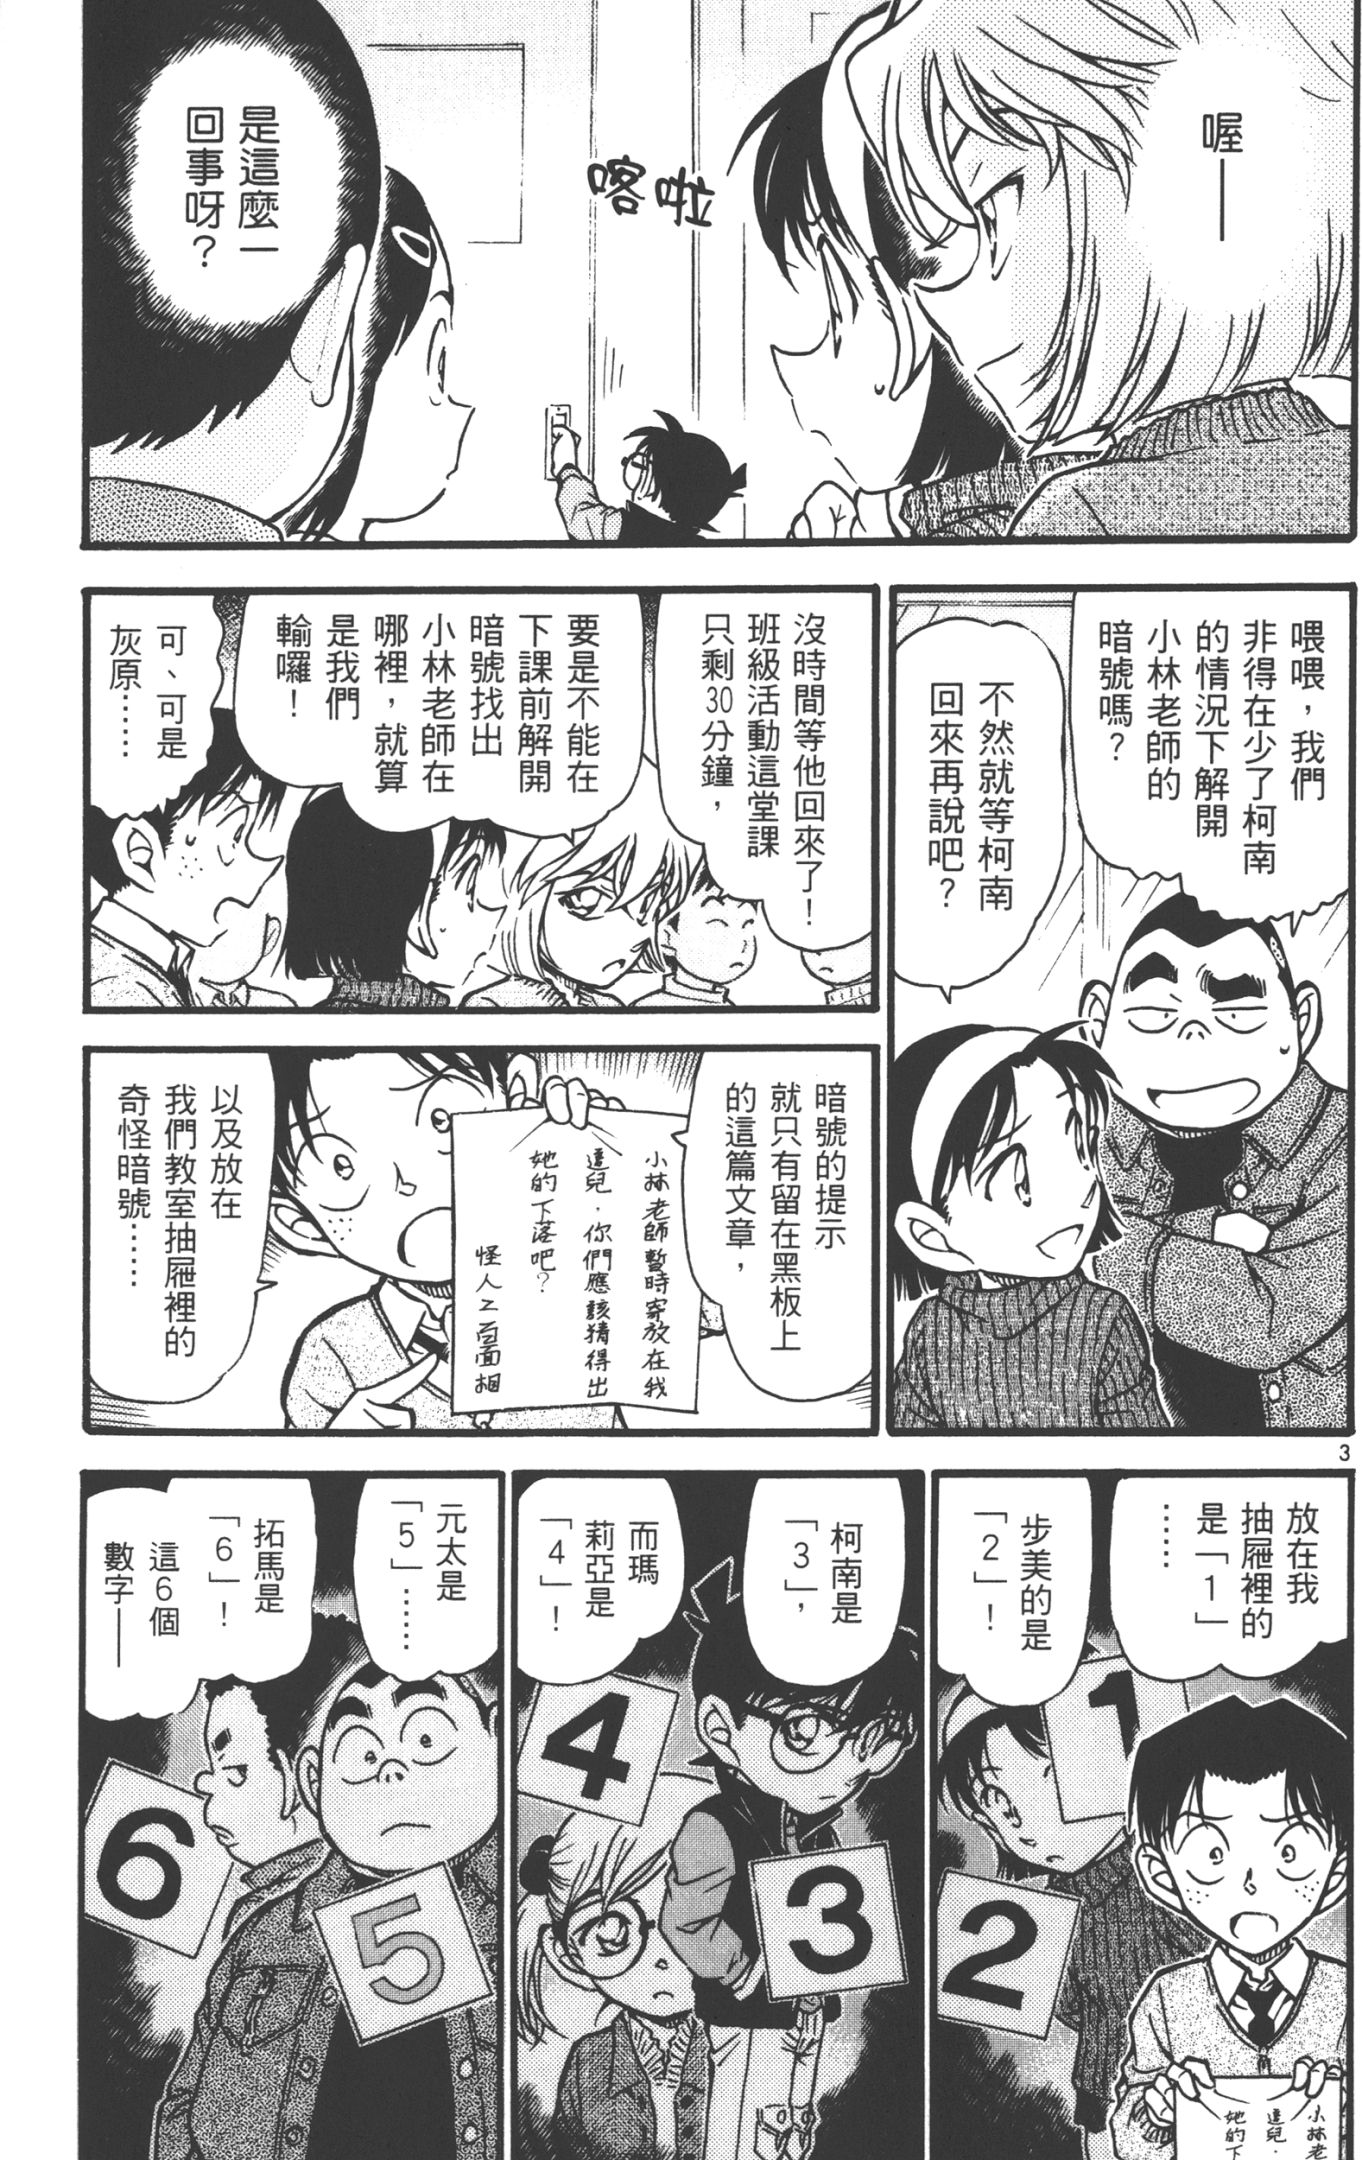 喔──
喀啦
是這麼一
回事呀？
喂喂，我們
非得在少了柯南
的情況下解開
小林老師的
暗號嗎？
不然就等柯南
回來再說吧？
沒時間等他回來了！
班級活動這堂課
只剩30分鐘，
要是不能在
下課前解開
暗號找出
小林老師在
哪裡，就算
是我們
輸囉！
可、可是
灰原……
暗號的提示
就只有留在黑板上
的這篇文章，
小林老師暫時寄放在我
這兒．你們應該猜得出
她的下落吧？
怪人二百面相
以及放在
我們教室抽屜裡的
奇怪暗號……
3
放在我
抽屜裡的
是「1」
……
步美的是
「2」！
1
2
小林老
這兒．
她的下
柯南是
「3」，
而瑪
莉亞是
「4」！
4
3
元太是
「5」……
拓馬是
「6」！
這6個
數字──
6
5